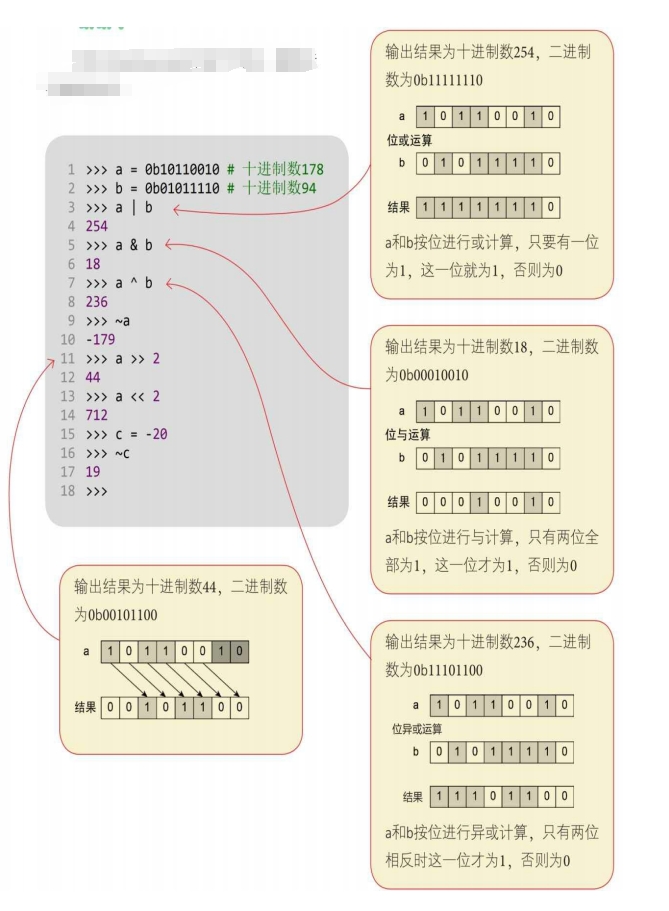 1 >>> a = 0b10110010 # 十进制数178
2 >>> b = 0b01011110 # 十进制数94
3 >>> a | b
4 254
5 >>> a & b
6 18
7 >>> a ^ b
8 236
9 >>> ~a
10 -179
11 >>> a >> 2
12 44
13 >>> a << 2
14 712
15 >>> c = -20
16 >>> ~c
17 19
18 >>>
输出结果为十进制数254，二进制
数为0b11111110
a 1 0 1 1 0 0 1 0
位或运算
b 0 1 0 1 1 1 1 0
结果 1 1 1 1 1 1 1 0
a和b按位进行或计算，只要有一位
为1，这一位就为1，否则为0
输出结果为十进制数18，二进制数
为0b00010010
a 1 0 1 1 0 0 1 0
位与运算
b 0 1 0 1 1 1 1 0
结果 0 0 0 1 0 0 1 0
a和b按位进行与计算，只有两位全
部为1，这一位才为1，否则为0
输出结果为十进制数44，二进制数
为0b00101100
a 1 0 1 1 0 0 1 0
结果 0 0 1 0 1 1 0 0
输出结果为十进制数236，二进制
数为0b11101100
a 1 0 1 1 0 0 1 0
位异或运算
b 0 1 0 1 1 1 1 0
结果 1 1 1 0 1 1 0 0
a和b按位进行异或计算，只有两位
相反时这一位才为1，否则为0